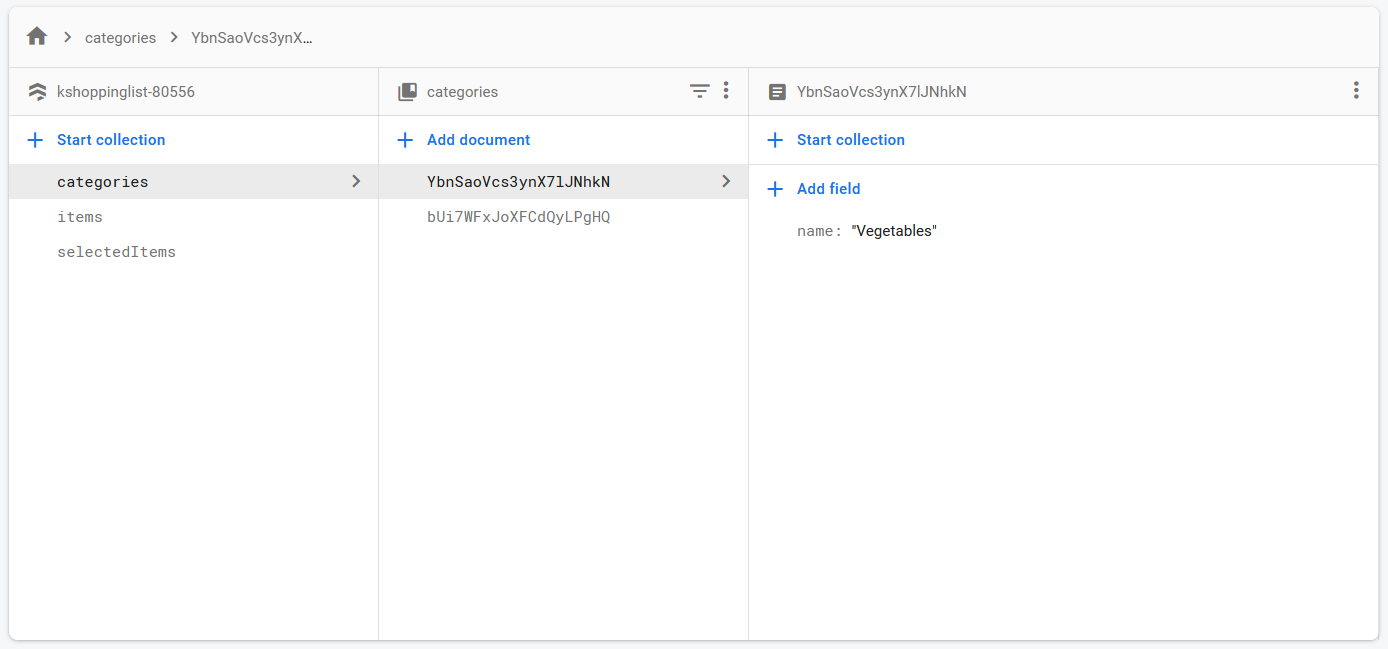 categories YbnSaoVcs3ynX...
kshoppinglist-80556
categories
YbnSaoVcs3ynX7lJNhkN
Start collection
Add document
Start collection
categories
items
selectedItems
YbnSaoVcs3ynX7lJNhkN
bUi7WFxJoXFCdQyLPgHQ
Add field
name: "Vegetables"